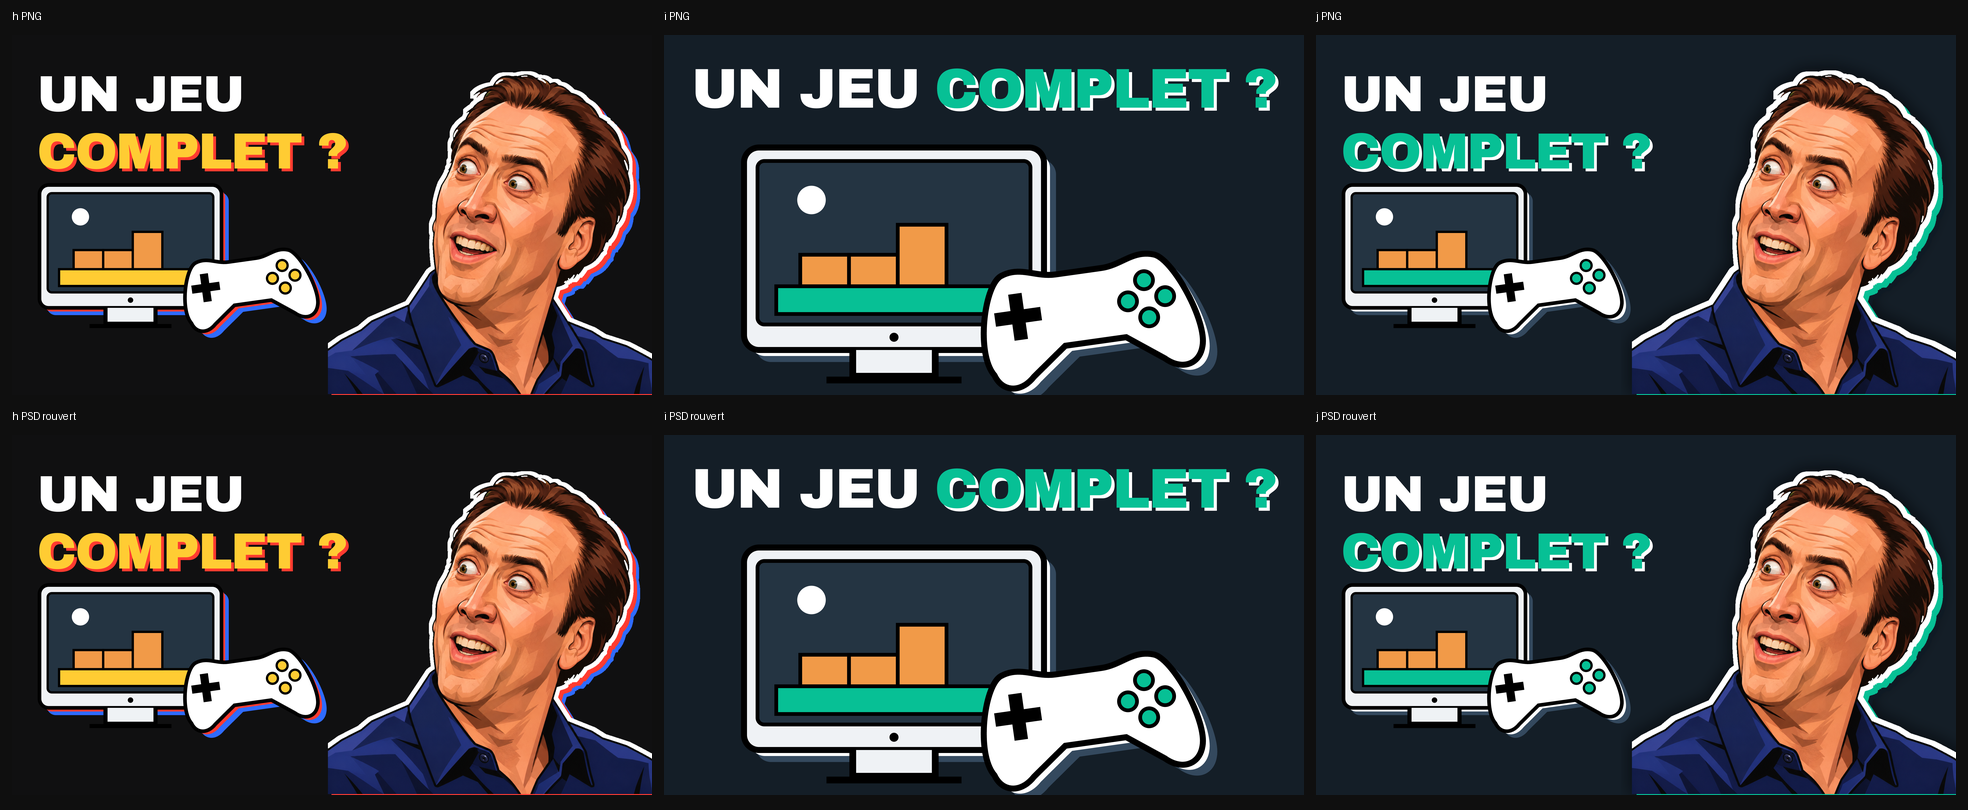 h PNG
i PNG
j PNG
UN JEU
COMPLET ?
UN JEU COMPLET ?
UN JEU
COMPLET ?
h PSD rouvert
i PSD rouvert
j PSD rouvert
UN JEU
COMPLET ?
UN JEU COMPLET ?
UN JEU
COMPLET ?